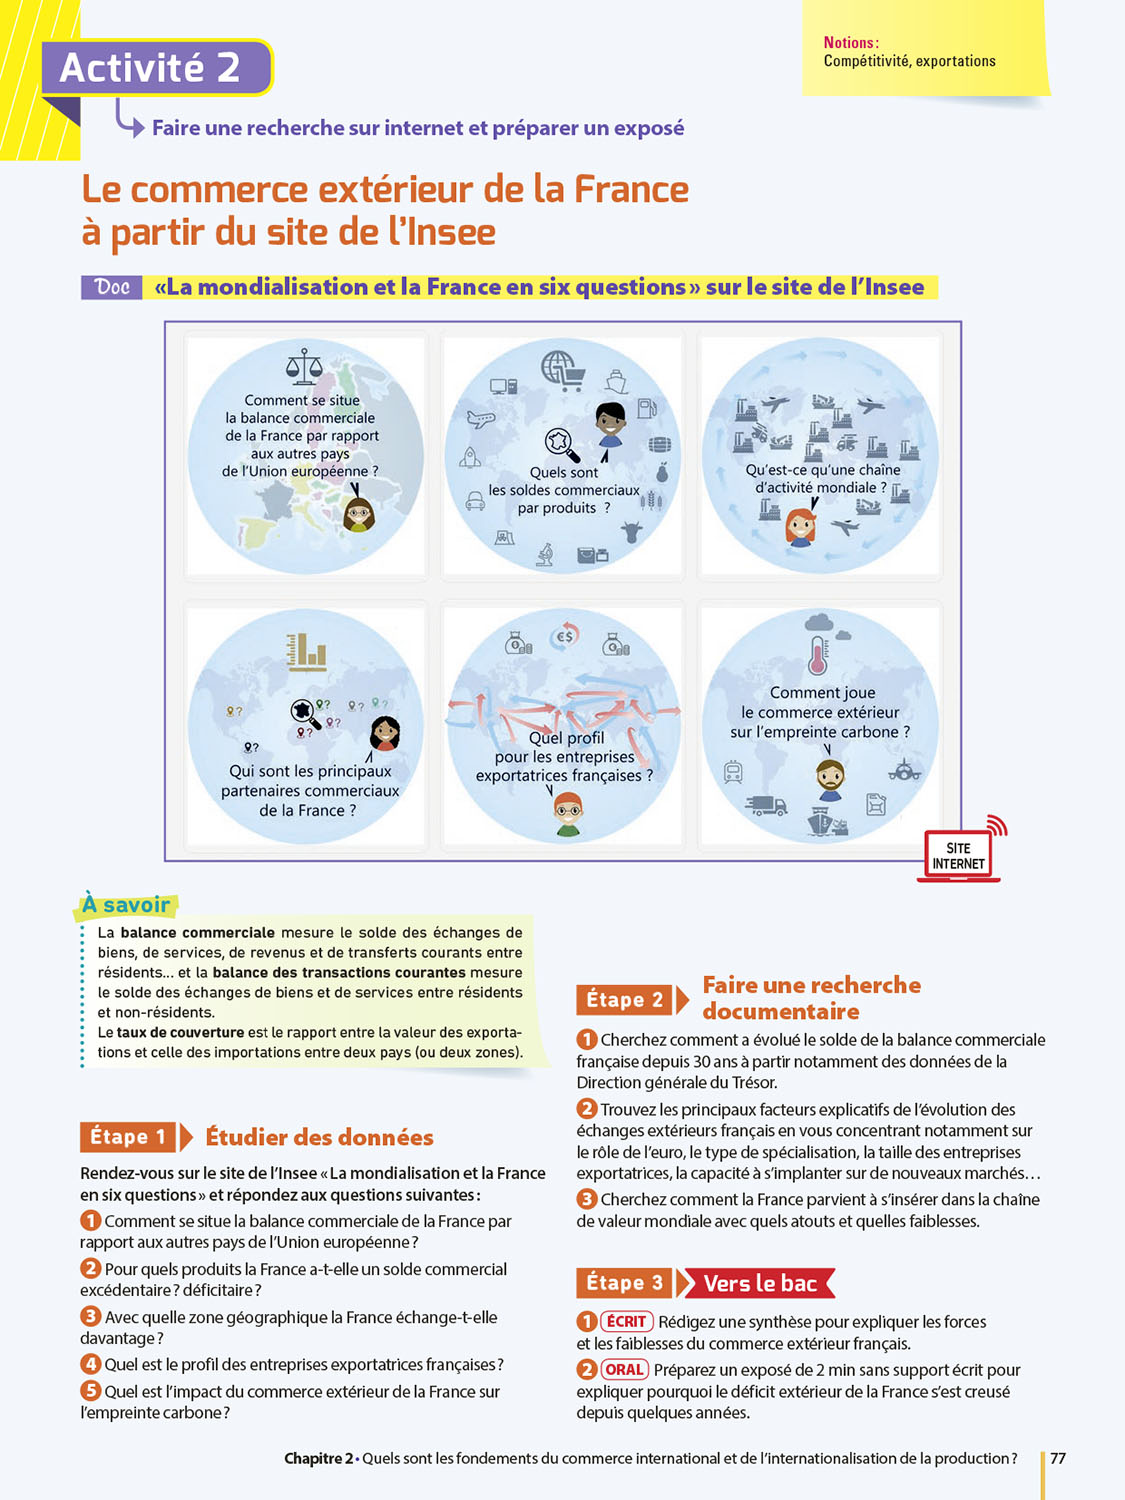 Activité 2
Notions :
Compétitivité, exportations
Faire une recherche sur internet et préparer un exposé
Le commerce extérieur de la France
à partir du site de l’Insee
Doc «La mondialisation et la France en six questions» sur le site de l’Insee
Comment se situe
la balance commerciale
de la France par rapport
aux autres pays
de l’Union européenne ?
Quels sont
les soldes commerciaux
par produits ?
Qu’est-ce qu’une chaîne
d’activité mondiale ?
Qui sont les principaux
partenaires commerciaux
de la France ?
€$
Quel profil
pour les entreprises
exportatrices françaises ?
Comment joue
le commerce extérieur
sur l’empreinte carbone ?
SITE
INTERNET
À savoir
La balance commerciale mesure le solde des échanges de
biens, de services, de revenus et de transferts courants entre
résidents... et la balance des transactions courantes mesure
le solde des échanges de biens et de services entre résidents
et non-résidents.
Le taux de couverture est le rapport entre la valeur des exporta-
tions et celle des importations entre deux pays (ou deux zones).
Étape 1 Étudier des données
Rendez-vous sur le site de l’Insee «La mondialisation et la France
en six questions» et répondez aux questions suivantes :
1 Comment se situe la balance commerciale de la France par
rapport aux autres pays de l’Union européenne ?
2 Pour quels produits la France a-t-elle un solde commercial
excédentaire ? déficitaire ?
3 Avec quelle zone géographique la France échange-t-elle
davantage ?
4 Quel est le profil des entreprises exportatrices françaises ?
5 Quel est l’impact du commerce extérieur de la France sur
l’empreinte carbone ?
Étape 2 Faire une recherche
documentaire
1 Cherchez comment a évolué le solde de la balance commerciale
française depuis 30 ans à partir notamment des données de la
Direction générale du Trésor.
2 Trouvez les principaux facteurs explicatifs de l’évolution des
échanges extérieurs français en vous concentrant notamment sur
le rôle de l’euro, le type de spécialisation, la taille des entreprises
exportatrices, la capacité à s’implanter sur de nouveaux marchés…
3 Cherchez comment la France parvient à s’insérer dans la chaîne
de valeur mondiale avec quels atouts et quelles faiblesses.
Étape 3 Vers le bac
1 ÉCRIT Rédigez une synthèse pour expliquer les forces
et les faiblesses du commerce extérieur français.
2 ORAL Préparez un exposé de 2 min sans support écrit pour
expliquer pourquoi le déficit extérieur de la France s’est creusé
depuis quelques années.
Chapitre 2 • Quels sont les fondements du commerce international et de l’internationalisation de la production ? 77